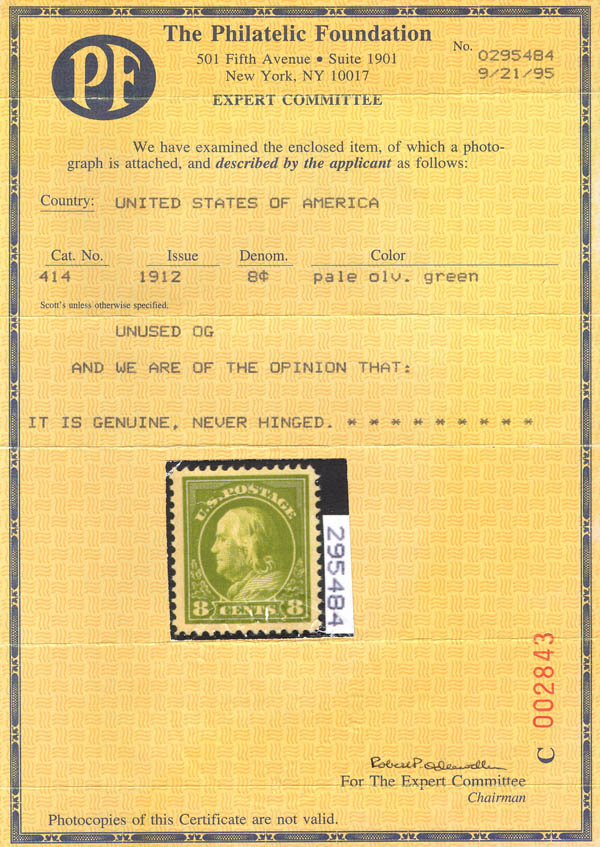 PF
The Philatelic Foundation
501 Fifth Avenue • Suite 1901
New York, NY 10017
EXPERT COMMITTEE
No. 0295484
9/21/95
We have examined the enclosed item, of which a photo-
graph is attached, and described by the applicant as follows:
Country: UNITED STATES OF AMERICA
Cat. No. Issue Denom. Color
414 1912 8¢ pale olv. green
Scott's unless otherwise specified.
UNUSED OG
AND WE ARE OF THE OPINION THAT:
IT IS GENUINE, NEVER HINGED. * * * * * * * * *
U.S. POSTAGE
8 CENTS 8
295484
C 002843
Robert P. Odenweller
For The Expert Committee
Chairman
Photocopies of this Certificate are not valid.